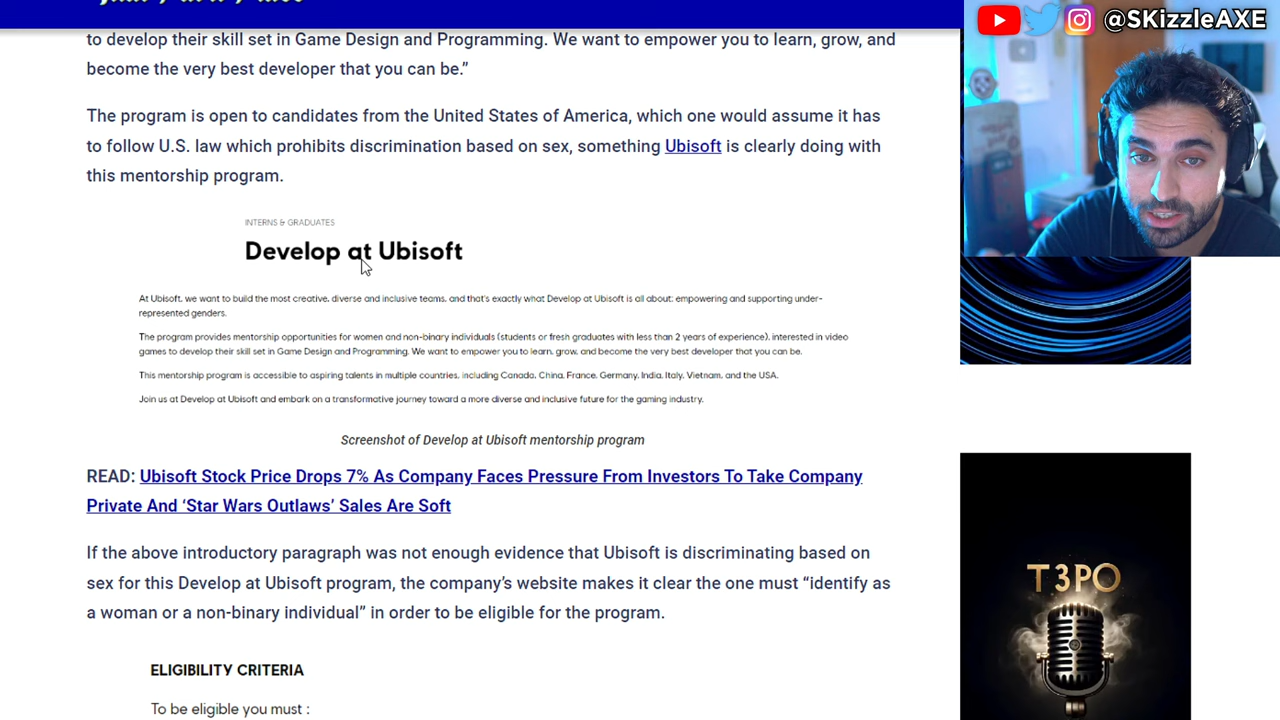 @SKizzleAXE
to develop their skill set in Game Design and Programming. We want to empower you to learn, grow, and
become the very best developer that you can be.”
The program is open to candidates from the United States of America, which one would assume it has
to follow U.S. law which prohibits discrimination based on sex, something Ubisoft is clearly doing with
this mentorship program.
INTERNS & GRADUATES
Develop at Ubisoft
At Ubisoft, we want to build the most creative, diverse and inclusive teams, and that's exactly what Develop at Ubisoft is all about: empowering and supporting under-
represented genders.
The program provides mentorship opportunities for women and non-binary individuals (students or fresh graduates with less than 2 years of experience), interested in video
games to develop their skill set in Game Design and Programming. We want to empower you to learn, grow, and become the very best developer that you can be.
This mentorship program is accessible to aspiring talents in multiple countries, including Canada, China, France, Germany, India, Italy, Vietnam, and the USA.
Join us at Develop at Ubisoft and embark on a transformative journey toward a more diverse and inclusive future for the gaming industry.
Screenshot of Develop at Ubisoft mentorship program
READ: Ubisoft Stock Price Drops 7% As Company Faces Pressure From Investors To Take Company
Private And ‘Star Wars Outlaws’ Sales Are Soft
If the above introductory paragraph was not enough evidence that Ubisoft is discriminating based on
sex for this Develop at Ubisoft program, the company’s website makes it clear the one must “identify as
a woman or a non-binary individual” in order to be eligible for the program.
ELIGIBILITY CRITERIA
To be eligible you must :
T3PO